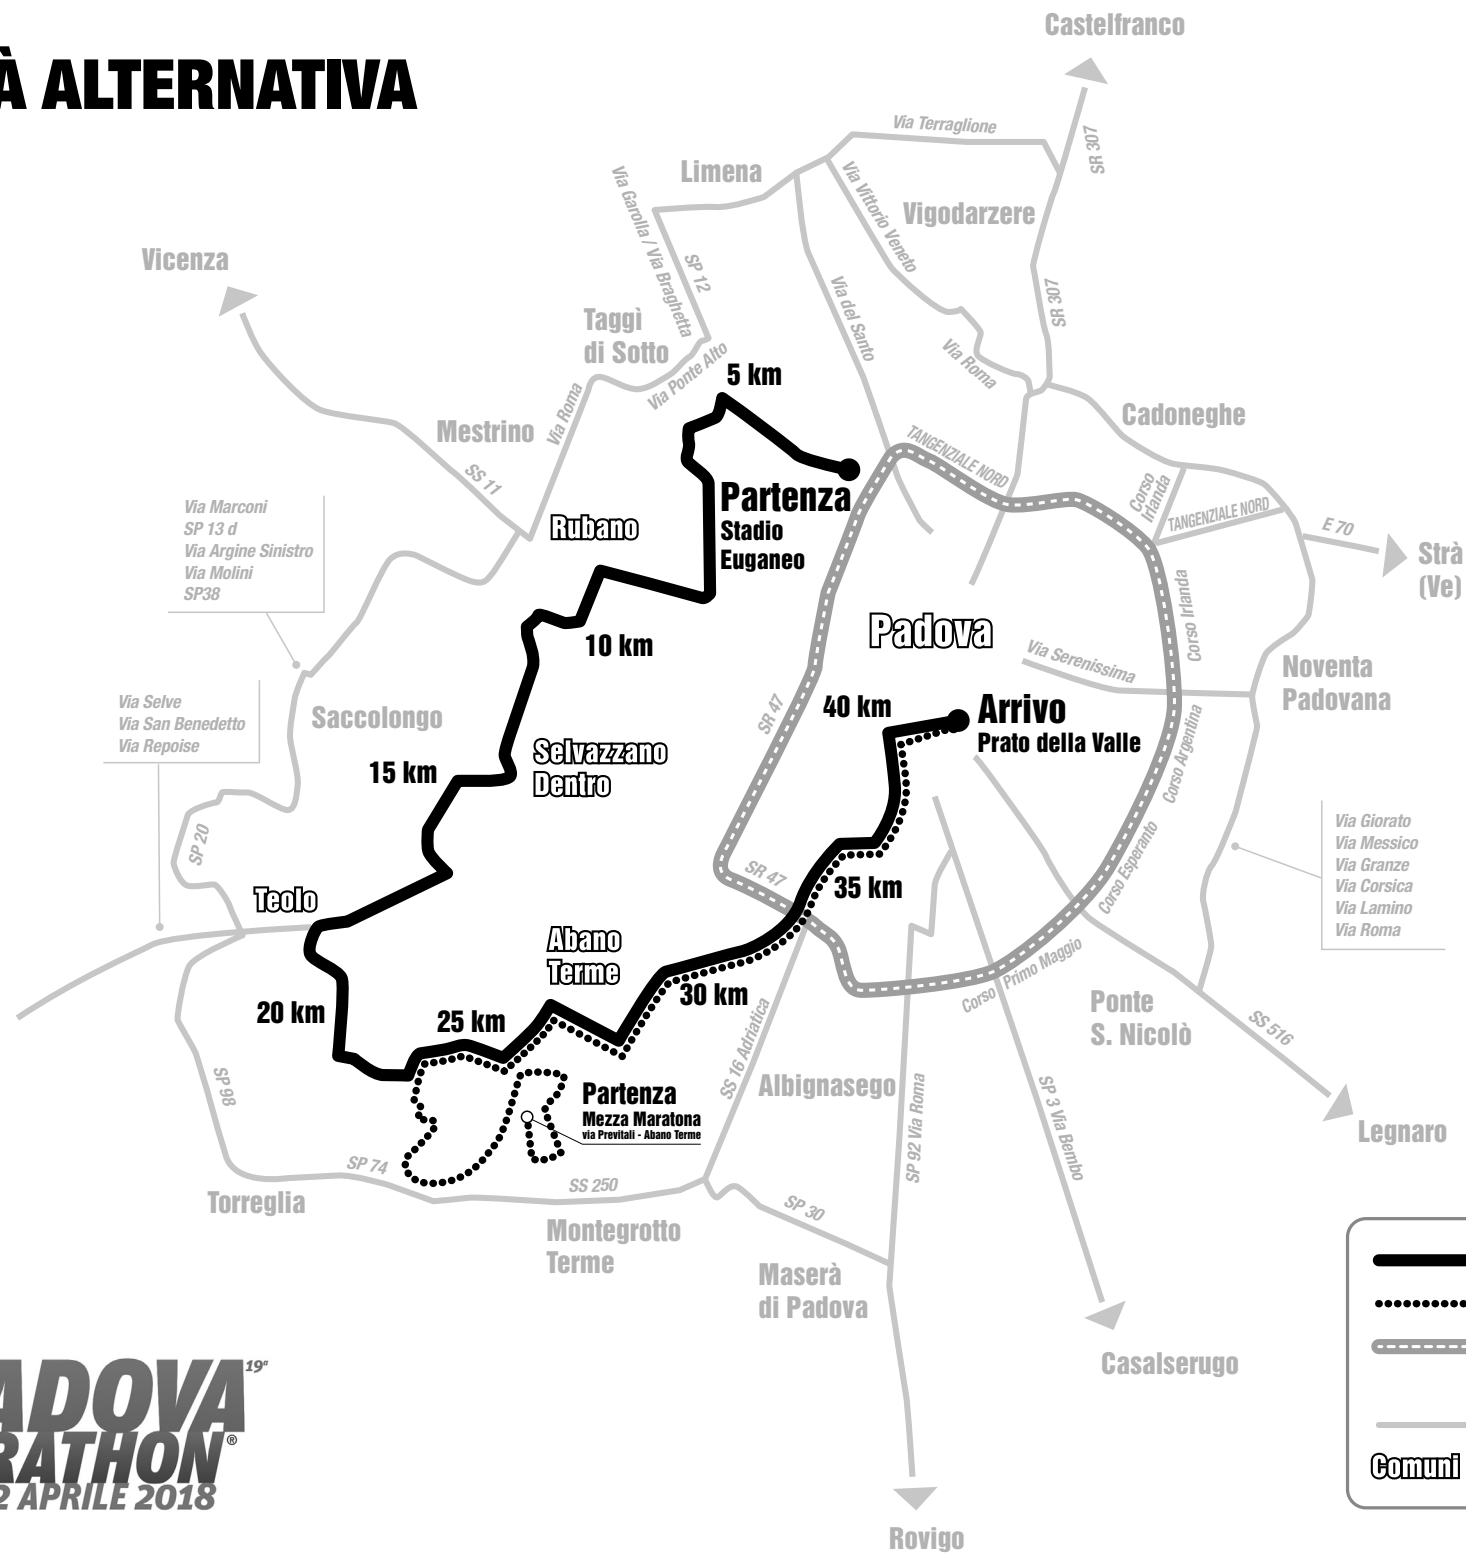 À ALTERNATIVA
Castelfranco
Via Terraglione
SR 307
Limena
Via Vittorio Veneto
Vigodarzere
Via Garolla / Via Braghetta
SP 12
Vicenza
Via del Santo
SR 307
Taggì
di Sotto
Via Ponte Alto
Via Roma
5 km
Via Roma
Mestrino
SS 11
Cadoneghe
TANGENZIALE NORD
Corso
Irlanda
TANGENZIALE NORD
E 70
Strà
(Ve)
Partenza
Stadio
Euganeo
Rubano
Via Marconi
SP 13 d
Via Argine Sinistro
Via Molini
SP38
10 km
Padova
Corso Irlanda
Via Serenissima
Noventa
Padovana
Via Selve
Via San Benedetto
Via Repoise
Saccolongo
SR 47
40 km
Arrivo
Prato della Valle
Corso Argentina
Selvazzano
Dentro
15 km
SP 20
Via Giorato
Via Messico
Via Granze
Via Corsica
Via Lamino
Via Roma
SR 47
35 km
Corso Esperanto
Teolo
Abano
Terme
30 km
Corso Primo Maggio
20 km
25 km
Ponte
S. Nicolò
SS 516
SS 16 Adriatica
SP 98
Partenza
Mezza Maratona
via Previtali - Abano Terme
Albignasego
SP 92 Via Roma
SP 3 Via Bembo
Legnaro
SP 74
SS 250
Torreglia
SP 30
Montegrotto
Terme
Maserà
di Padova
Casalserugo
19ª
ADOVA
RATHON®
2 APRILE 2018
Comuni
Rovigo